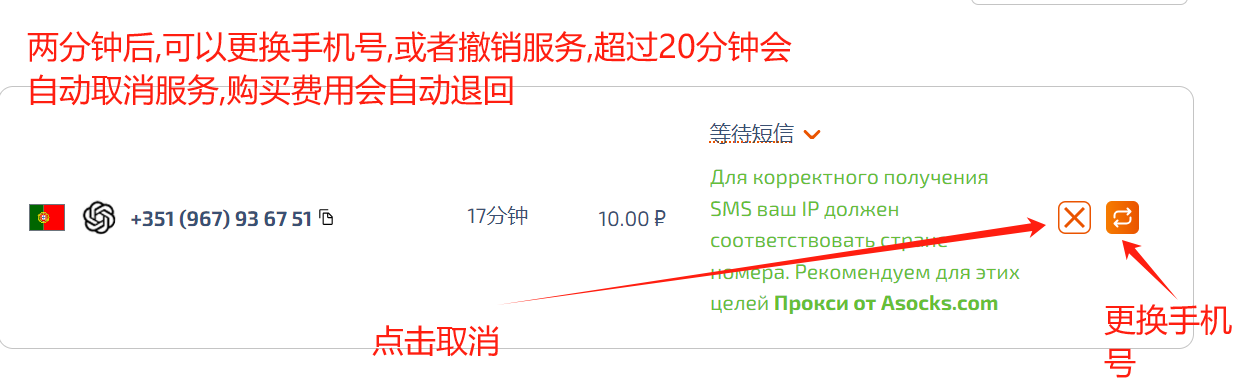 两分钟后,可以更换手机号,或者撤销服务,超过20分钟会
自动取消服务,购买费用会自动退回
等待短信
Для корректного получения
SMS ваш IP должен
соответствовать стране
номера. Рекомендуем для этих
целей Прокси от Asocks.com
+351 (967) 93 67 51
17分钟
10.00 ₽
点击取消
更换手机
号